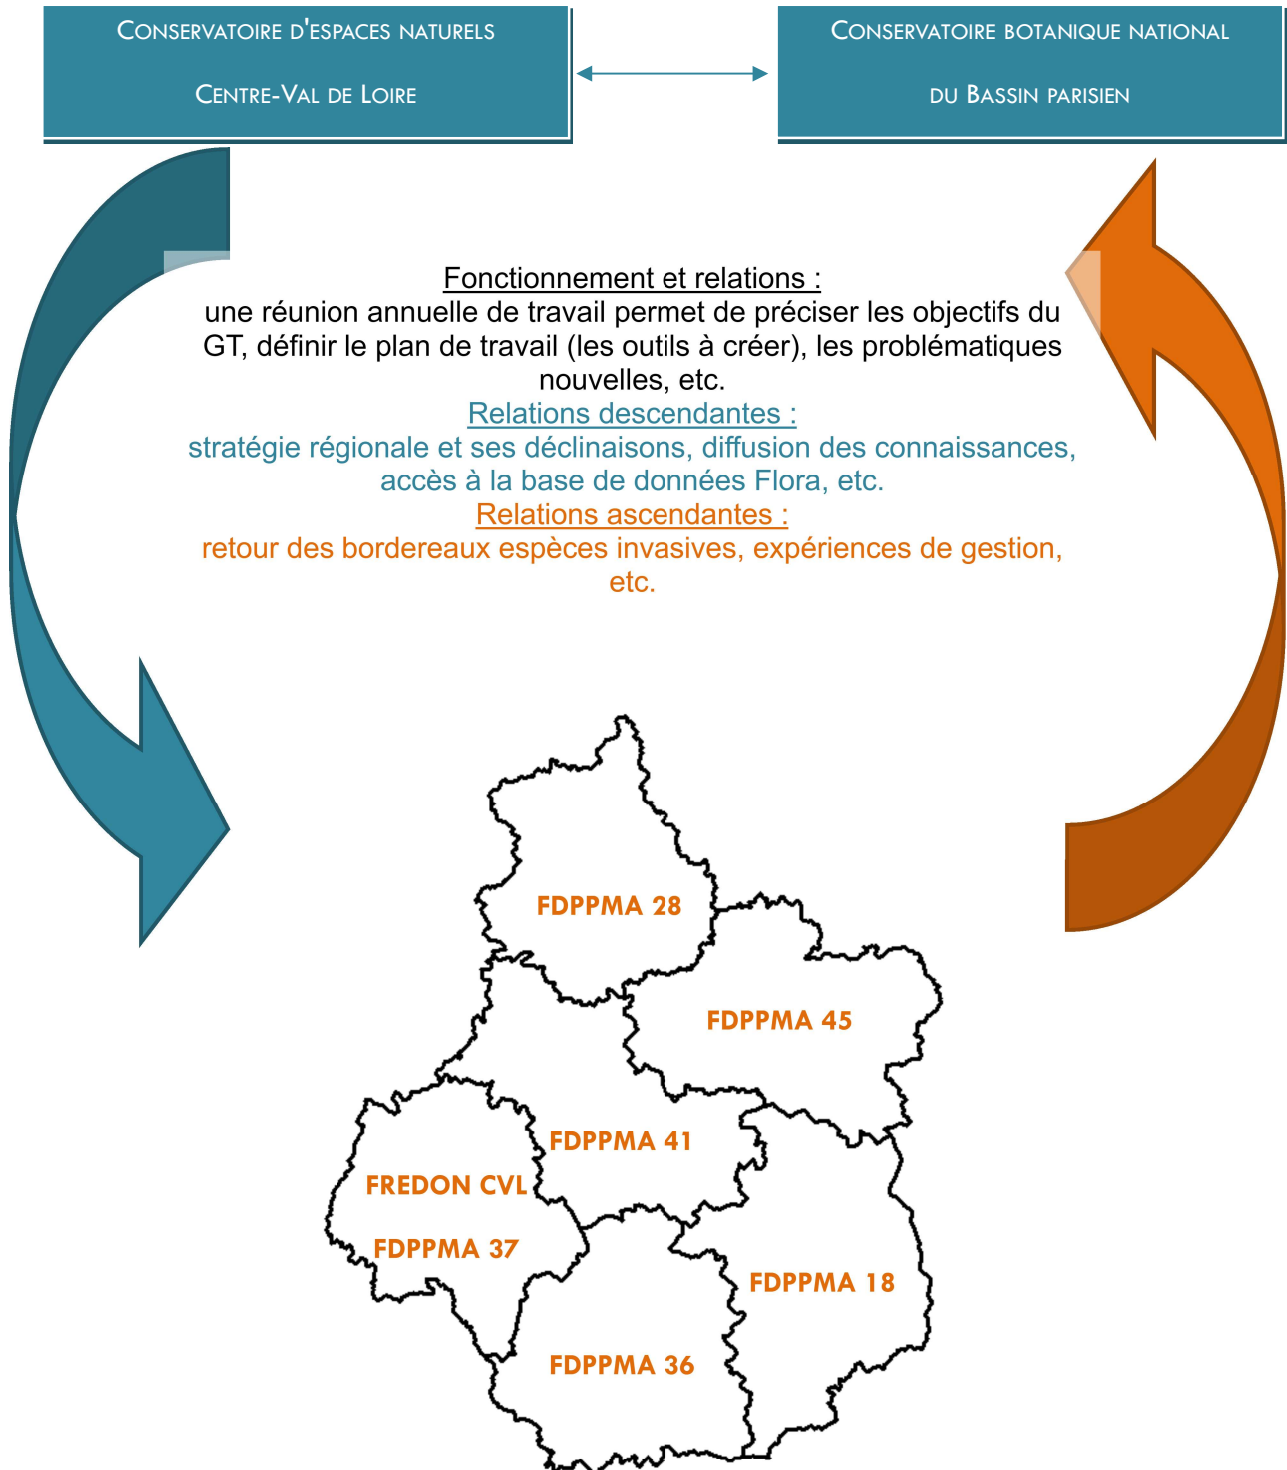 CONSERVATOIRE D'ESPACES NATURELS
CENTRE-VAL DE LOIRE
CONSERVATOIRE BOTANIQUE NATIONAL
DU BASSIN PARISIEN
Fonctionnement et relations :
une réunion annuelle de travail permet de préciser les objectifs du
GT, définir le plan de travail (les outils à créer), les problématiques
nouvelles, etc.
Relations descendantes :
stratégie régionale et ses déclinaisons, diffusion des connaissances,
accès à la base de données Flora, etc.
Relations ascendantes :
retour des bordereaux espèces invasives, expériences de gestion,
etc.
FDPPMA 28
FDPPMA 45
FDPPMA 41
FREDON CVL
FDPPMA 37
FDPPMA 18
FDPPMA 36